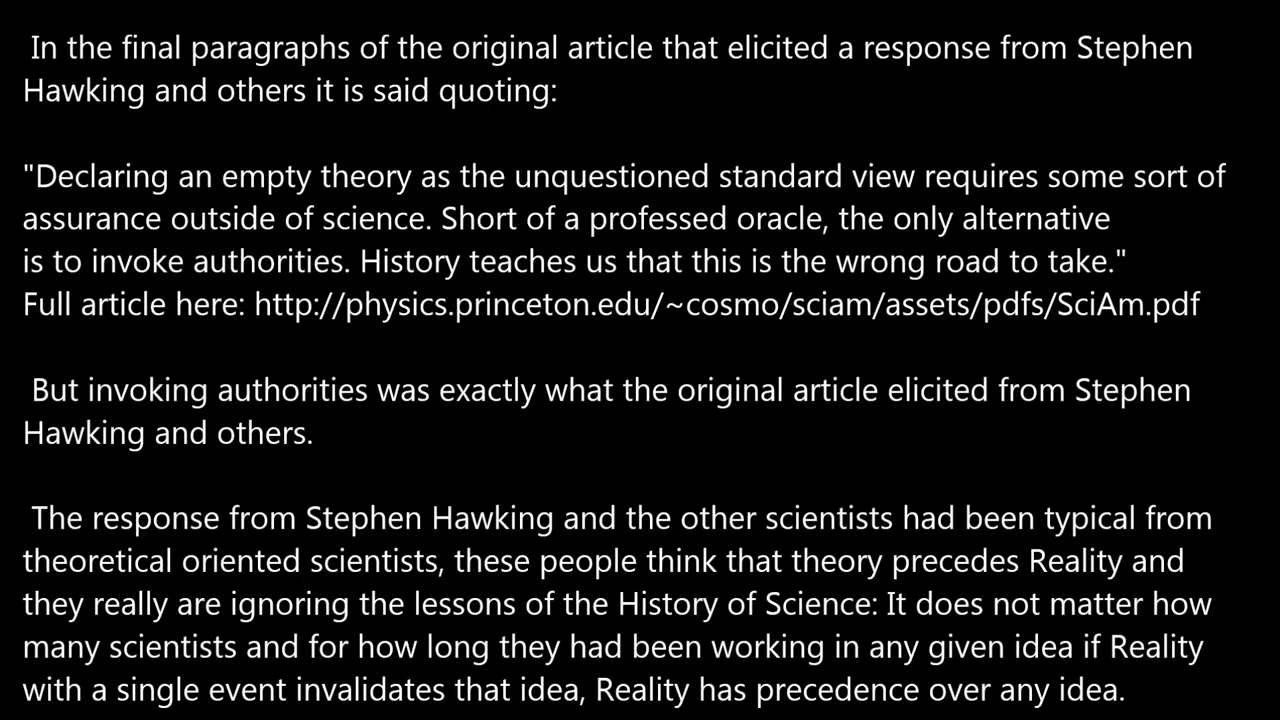 In the final paragraphs of the original article that elicited a response from Stephen
Hawking and others it is said quoting:
"Declaring an empty theory as the unquestioned standard view requires some sort of
assurance outside of science. Short of a professed oracle, the only alternative
is to invoke authorities. History teaches us that this is the wrong road to take."
Full article here: http://physics.princeton.edu/~cosmo/sciam/assets/pdfs/SciAm.pdf
But invoking authorities was exactly what the original article elicited from Stephen
Hawking and others.
The response from Stephen Hawking and the other scientists had been typical from
theoretical oriented scientists, these people think that theory precedes Reality and
they really are ignoring the lessons of the History of Science: It does not matter how
many scientists and for how long they had been working in any given idea if Reality
with a single event invalidates that idea, Reality has precedence over any idea.